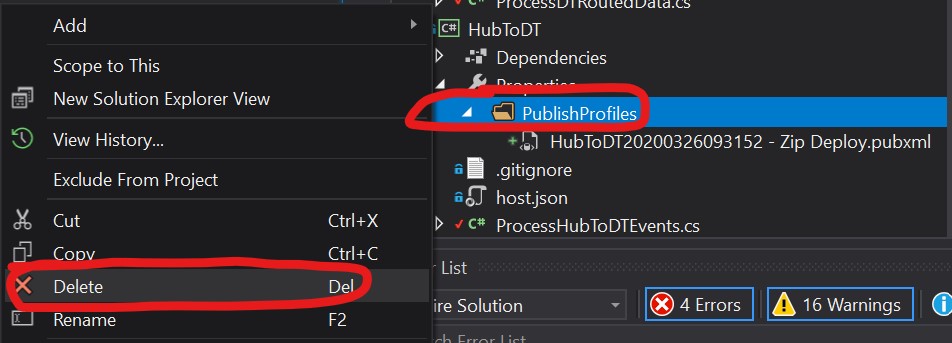 Add
Scope to This
New Solution Explorer View
View History...
Exclude From Project
Cut Ctrl+X
Copy Ctrl+C
Delete Del
Rename F2
ProcessDTRoutedData.cs
C# HubToDT
Dependencies
Properties
PublishProfiles
HubToDT20200326093152 - Zip Deploy.pubxml
.gitignore
host.json
C# ProcessHubToDTEvents.cs
r List
ire Solution
4 Errors
16 Warnings
ch Error List